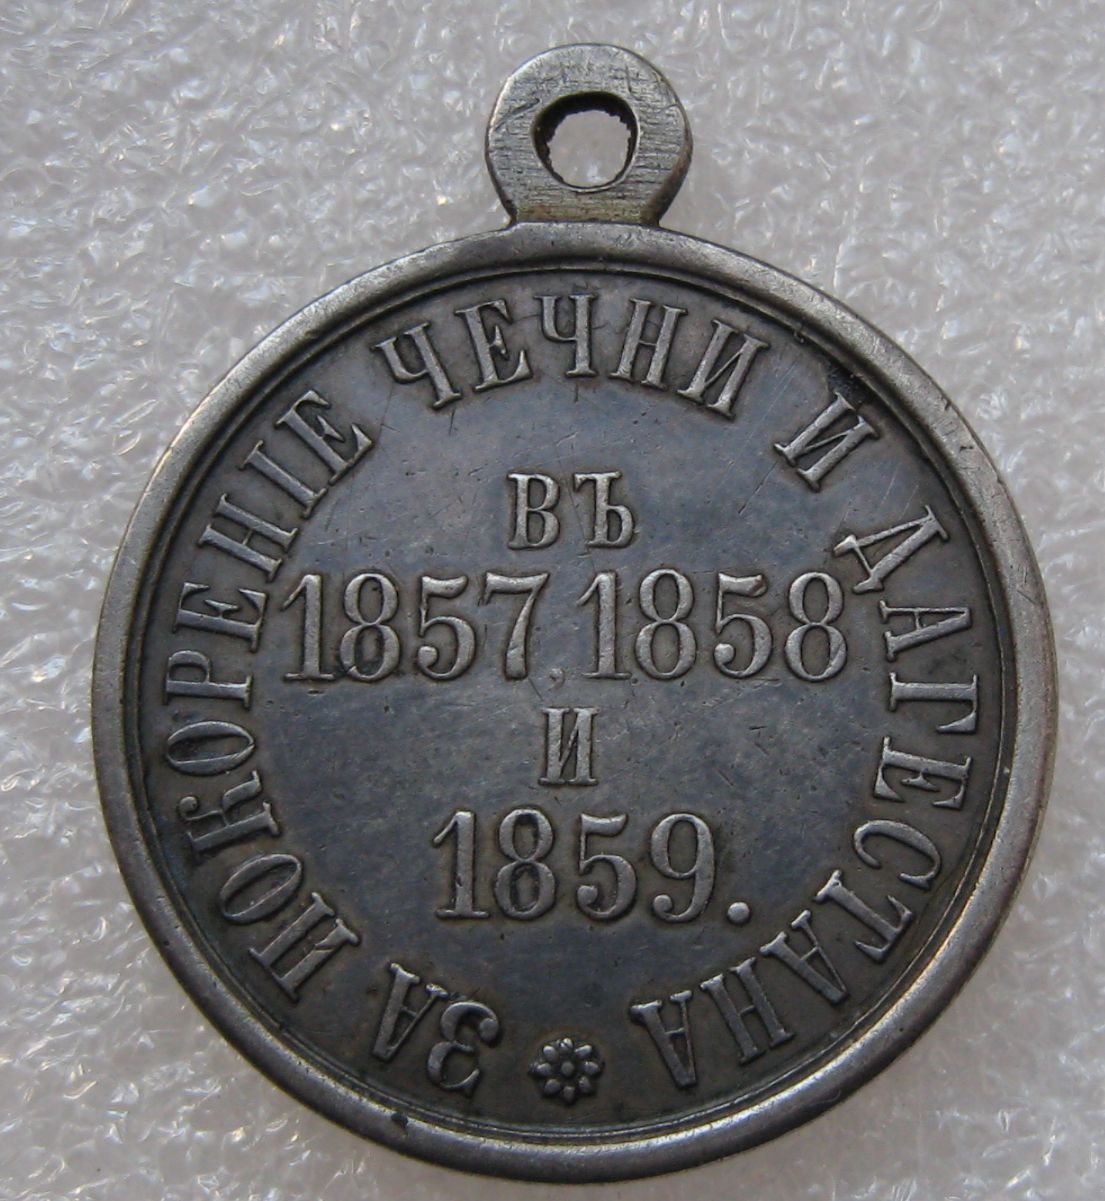 ЗА ПОКОРЕНІЕ ЧЕЧНИ И ДАГЕСТАНА
ВЪ
1857, 1858
И
1859.